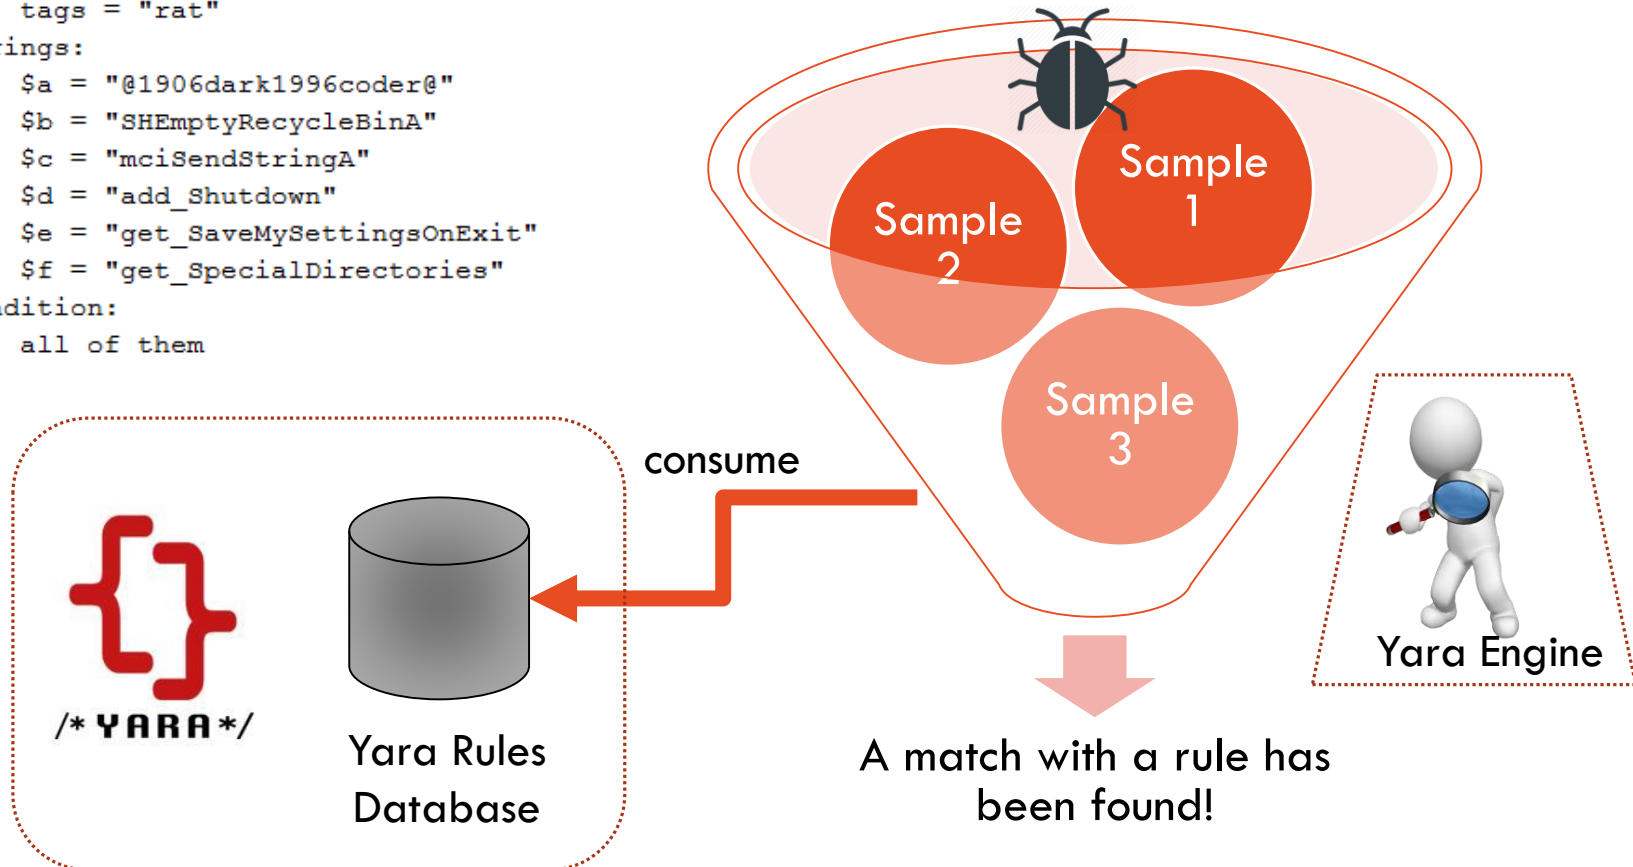 tags = "rat"
ings:
$a = "@1906dark1996coder@"
$b = "SHEmptyRecycleBinA"
$c = "mciSendStringA"
$d = "add_Shutdown"
$e = "get_SaveMySettingsOnExit"
$f = "get_SpecialDirectories"
dition:
all of them
Sample
1
Sample
2
Sample
3
consume
/* YARA */
Yara Rules
Database
Yara Engine
A match with a rule has
been found!